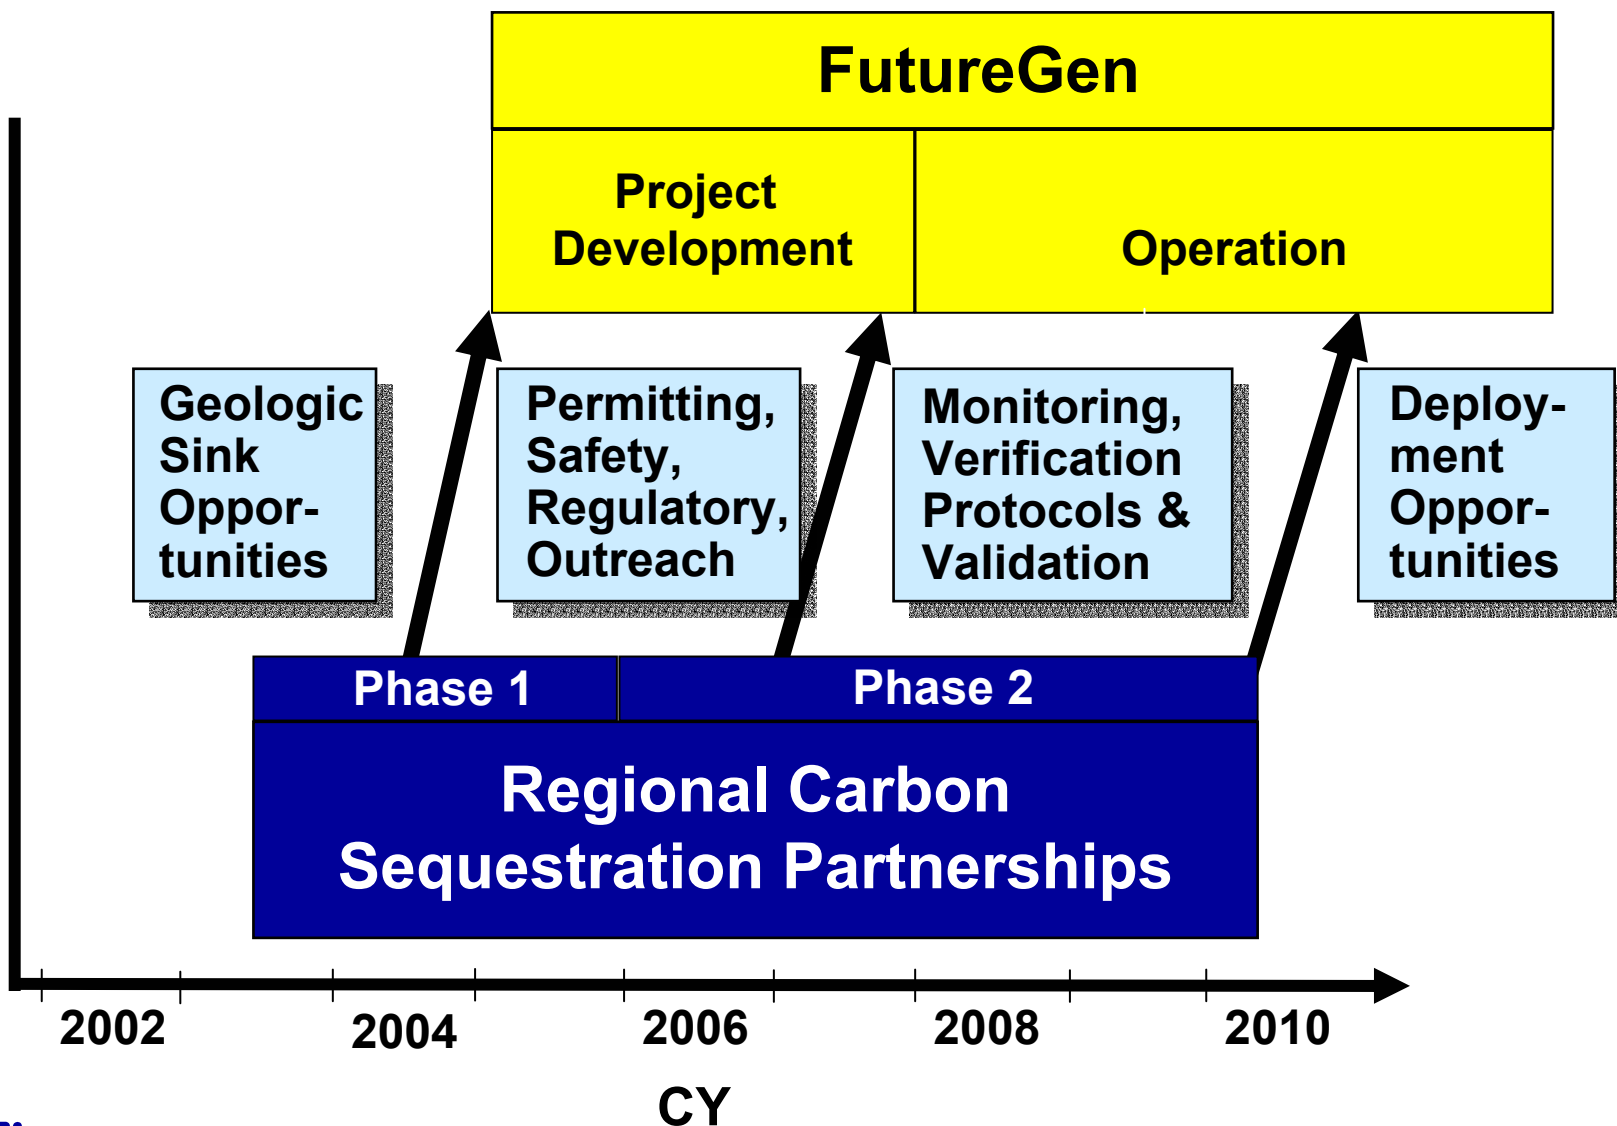 FutureGen
Project
Development
Operation
Geologic
Sink
Oppor-
tunities
Permitting,
Safety,
Regulatory,
Outreach
Monitoring,
Verification
Protocols &
Validation
Deploy-
ment
Oppor-
tunities
Phase 1
Phase 2
Regional Carbon
Sequestration Partnerships
2002
2004
2006
2008
2010
CY